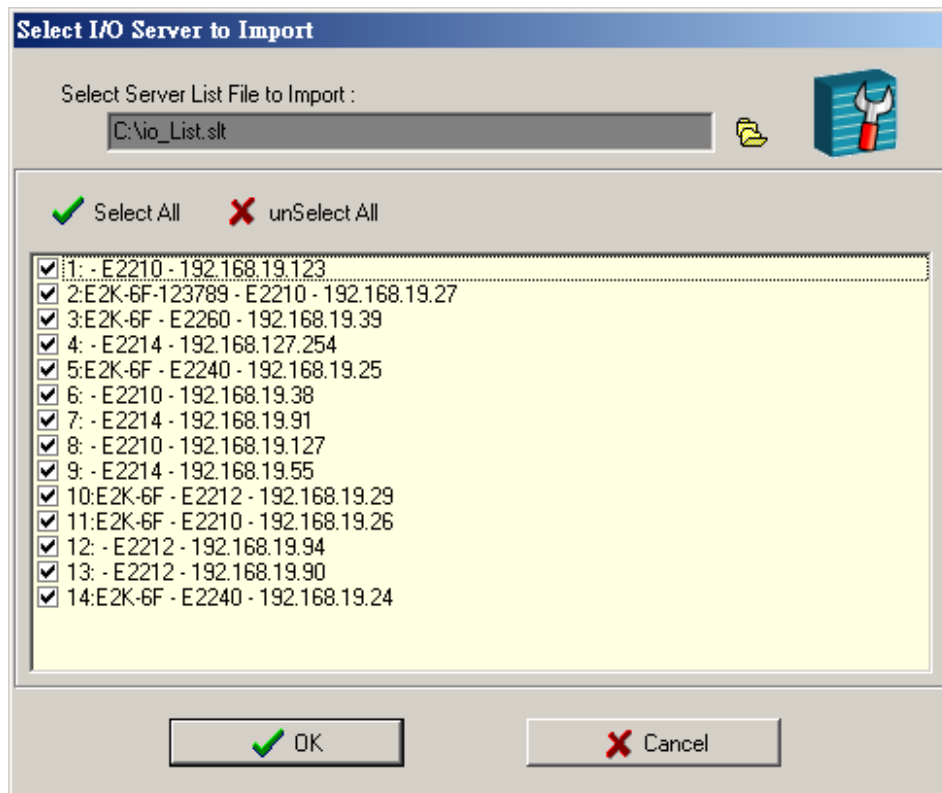 Select I/O Server to Import
Select Server List File to Import :
C:\io_List.slt
Select All unSelect All
1: - E2210 - 192.168.19.123
2:E2K-6F-123789 - E2210 - 192.168.19.27
3:E2K-6F - E2260 - 192.168.19.39
4: - E2214 - 192.168.127.254
5:E2K-6F - E2240 - 192.168.19.25
6: - E2210 - 192.168.19.38
7: - E2214 - 192.168.19.91
8: - E2210 - 192.168.19.127
9: - E2214 - 192.168.19.55
10:E2K-6F - E2212 - 192.168.19.29
11:E2K-6F - E2210 - 192.168.19.26
12: - E2212 - 192.168.19.94
13: - E2212 - 192.168.19.90
14:E2K-6F - E2240 - 192.168.19.24
OK Cancel